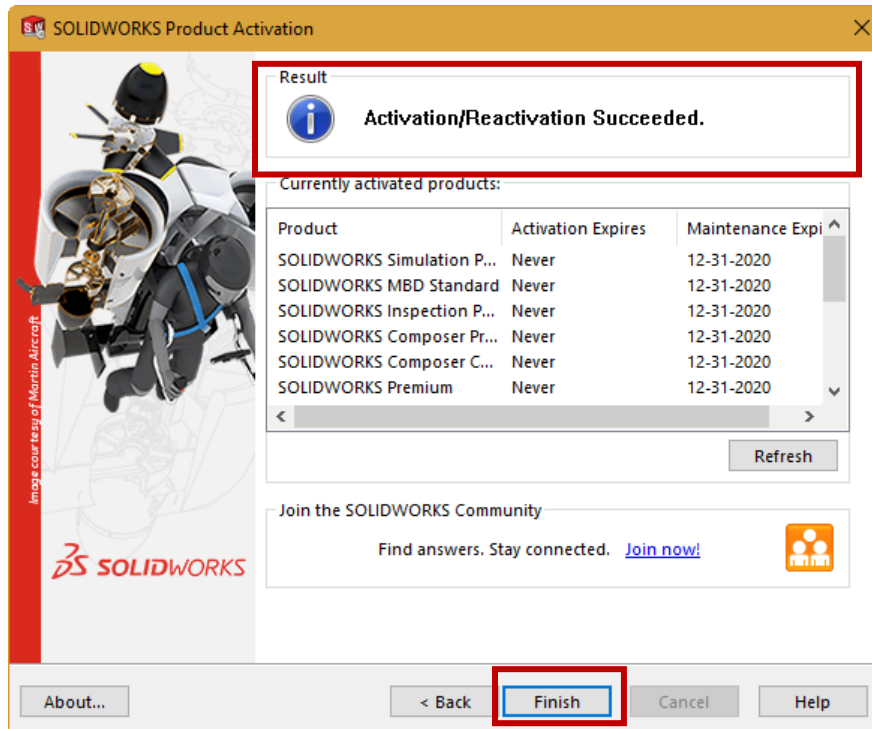 SOLIDWORKS Product Activation
Result
Activation/Reactivation Succeeded.
Currently activated products:
Product Activation Expires Maintenance Expi
SOLIDWORKS Simulation P... Never 12-31-2020
SOLIDWORKS MBD Standard Never 12-31-2020
SOLIDWORKS Inspection P... Never 12-31-2020
SOLIDWORKS Composer Pr... Never 12-31-2020
SOLIDWORKS Composer C... Never 12-31-2020
SOLIDWORKS Premium Never 12-31-2020
Refresh
Join the SOLIDWORKS Community
Find answers. Stay connected. Join now!
Image courtesy of Martin Aircraft
SOLIDWORKS
About... < Back Finish Cancel Help